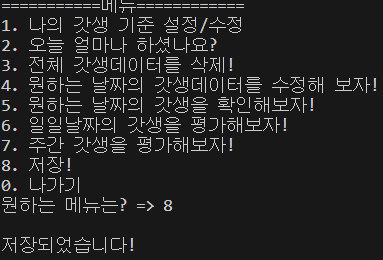 ===========메뉴============
1. 나의 갓생 기준 설정/수정
2. 오늘 얼마나 하셨나요?
3. 전체 갓생데이터를 삭제!
4. 원하는 날짜의 갓생데이터를 수정해 보자!
5. 원하는 날짜의 갓생을 확인해보자!
6. 일일날짜의 갓생을 평가해보자!
7. 주간 갓생을 평가해보자!
8. 저장!
0. 나가기
원하는 메뉴는? => 8
저장되었습니다!